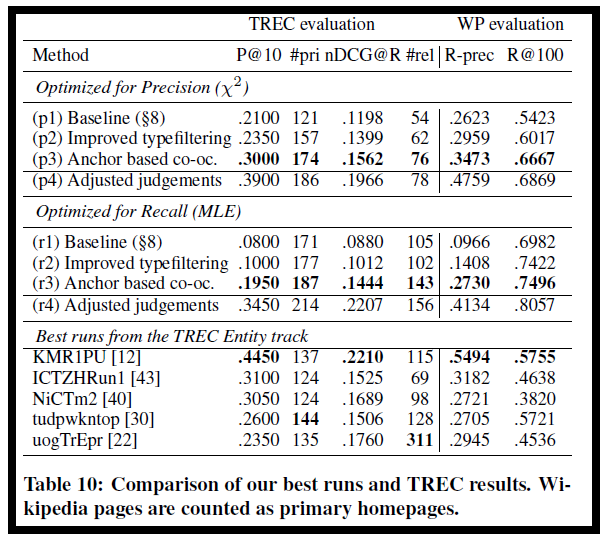 TREC evaluation WP evaluation
Method P@10 #pri nDCG@R #rel R-prec R@100
Optimized for Precision (χ²)
(p1) Baseline (§8) .2100 121 .1198 54 .2623 .5423
(p2) Improved typefiltering .2350 157 .1399 62 .2959 .6017
(p3) Anchor based co-oc. .3000 174 .1562 76 .3473 .6667
(p4) Adjusted judgements .3900 186 .1966 78 .4759 .6869
Optimized for Recall (MLE)
(r1) Baseline (§8) .0800 171 .0880 105 .0966 .6982
(r2) Improved typefiltering .1000 177 .1012 102 .1408 .7422
(r3) Anchor based co-oc. .1950 187 .1444 143 .2730 .7496
(r4) Adjusted judgements .3450 214 .2207 156 .4134 .8057
Best runs from the TREC Entity track
KMR1PU [12] .4450 137 .2210 115 .5494 .5755
ICTZHRun1 [43] .3100 124 .1525 69 .3182 .4638
NiCTm2 [40] .3050 124 .1689 98 .2721 .3820
tudpwkntop [30] .2600 144 .1506 128 .2705 .5721
uogTrEpr [22] .2350 135 .1760 311 .2945 .4536
Table 10: Comparison of our best runs and TREC results. Wi-
kipedia pages are counted as primary homepages.